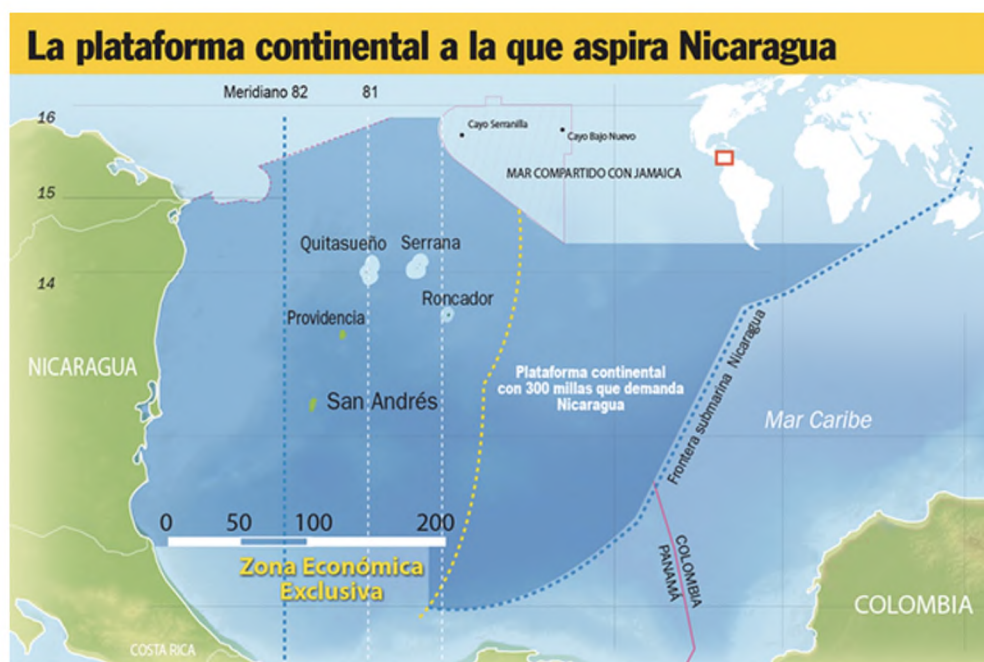 La plataforma continental a la que aspira Nicaragua
Meridiano 82
81
16
Cayo Serranilla
Cayo Bajo Nuevo
MAR COMPARTIDO CON JAMAICA
15
Quitasueño
Serrana
14
Roncador
Providencia
NICARAGUA
Plataforma continental
con 300 millas que demanda
Nicaragua
San Andrés
Frontera submarina Nicaragua
Mar Caribe
0 50 100 200
Zona Económica
Exclusiva
COLOMBIA
PANAMÁ
COLOMBIA
COSTA RICA